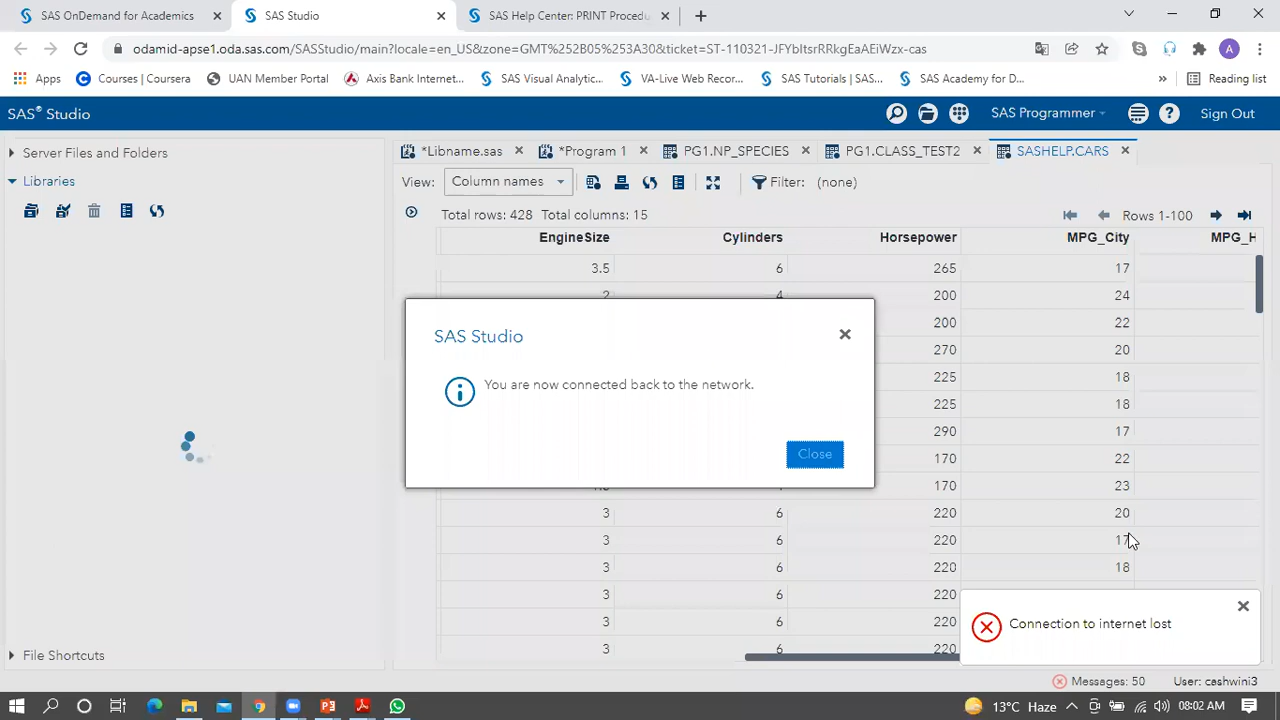 SAS OnDemand for Academics
SAS Studio
SAS Help Center: PRINT Procedu
odamid-apse1.oda.sas.com/SASStudio/main?locale=en_US&zone=GMT%252B05%253A30&ticket=ST-110321-JFYbItsrRRkgEaAEiWzx-cas
A
Apps
Courses | Coursera
UAN Member Portal
Axis Bank Internet...
SAS Visual Analytic...
VA-Live Web Recor...
SAS Tutorials | SAS...
SAS Academy for D...
»
Reading list
SAS® Studio
SAS Programmer
Sign Out
Server Files and Folders
Libraries
File Shortcuts
*Libname.sas
*Program 1
PG1.NP_SPECIES
PG1.CLASS_TEST2
SASHELP.CARS
View: Column names
Filter: (none)
Total rows: 428 Total columns: 15
Rows 1-100
EngineSize Cylinders Horsepower MPG_City MPG_H
3.5 6 265 17
2 4 200 24
200 22
270 20
225 18
225 18
290 17
170 22
170 23
3 6 220 20
3 6 220 17
3 6 220 18
3 6 220
3 6 220
3 6 220
SAS Studio
You are now connected back to the network.
Close
Connection to internet lost
Messages: 50
User: cashwini3
13°C Haze
08:02 AM